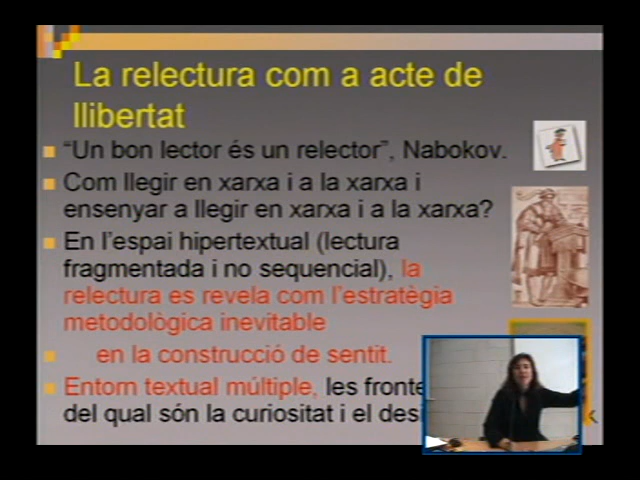 La relectura com a acte de
llibertat
“Un bon lector és un relector”, Nabokov.
Com llegir en xarxa i a la xarxa i
ensenyar a llegir en xarxa i a la xarxa?
En l’espai hipertextual (lectura
fragmentada i no sequencial), la
relectura es revela com l’estratègia
metodològica inevitable
en la construcció de sentit.
Entorn textual múltiple, les fronte
del qual són la curiositat i el des